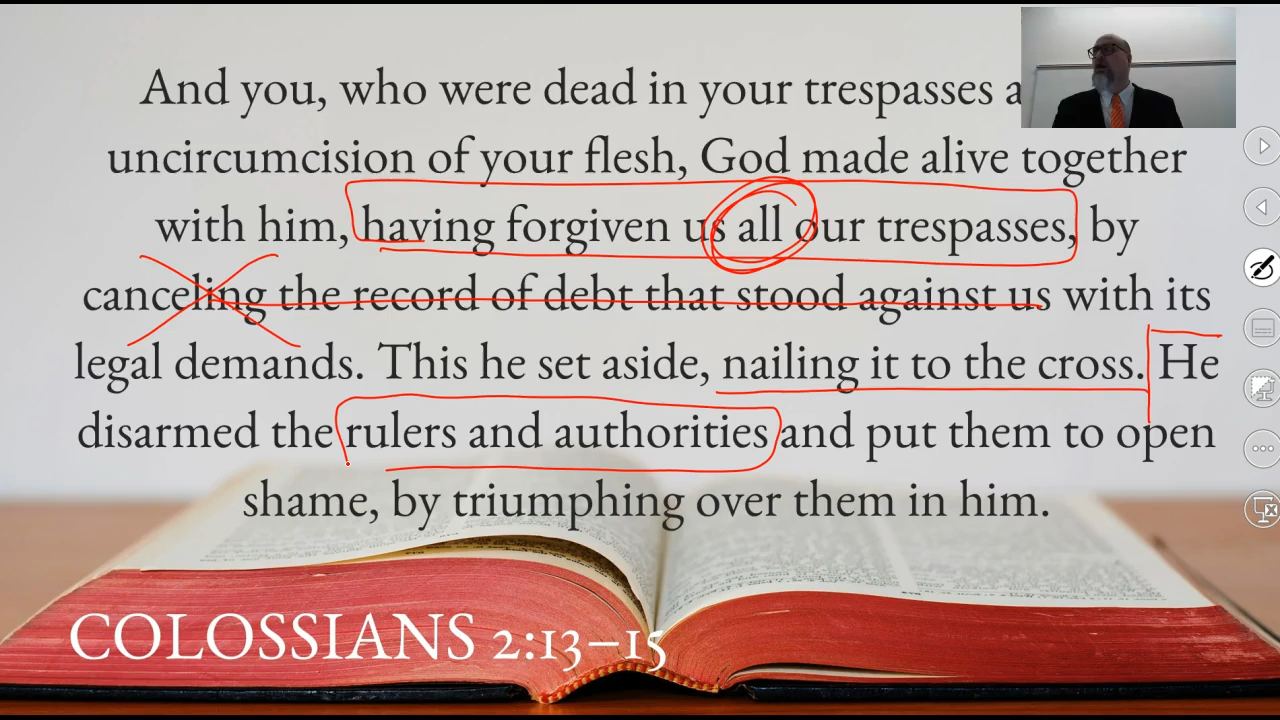 And you, who were dead in your trespasses
uncircumcision of your flesh, God made alive together
with him, having forgiven us all our trespasses, by
canceling the record of debt that stood against us with its
legal demands. This he set aside, nailing it to the cross. He
disarmed the rulers and authorities and put them to open
shame, by triumphing over them in him.
COLOSSIANS 2:13–15